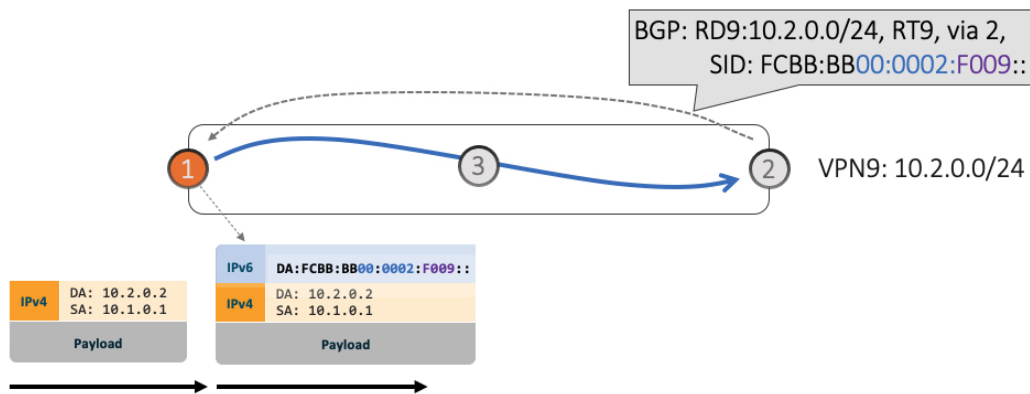 BGP: RD9:10.2.0.0/24, RT9, via 2,
SID: FCBB:BB00:0002:F009::
1
3
2
VPN9: 10.2.0.0/24
IPv4
DA: 10.2.0.2
SA: 10.1.0.1
Payload
IPv6
DA:FCBB:BB00:0002:F009::
IPv4
DA: 10.2.0.2
SA: 10.1.0.1
Payload